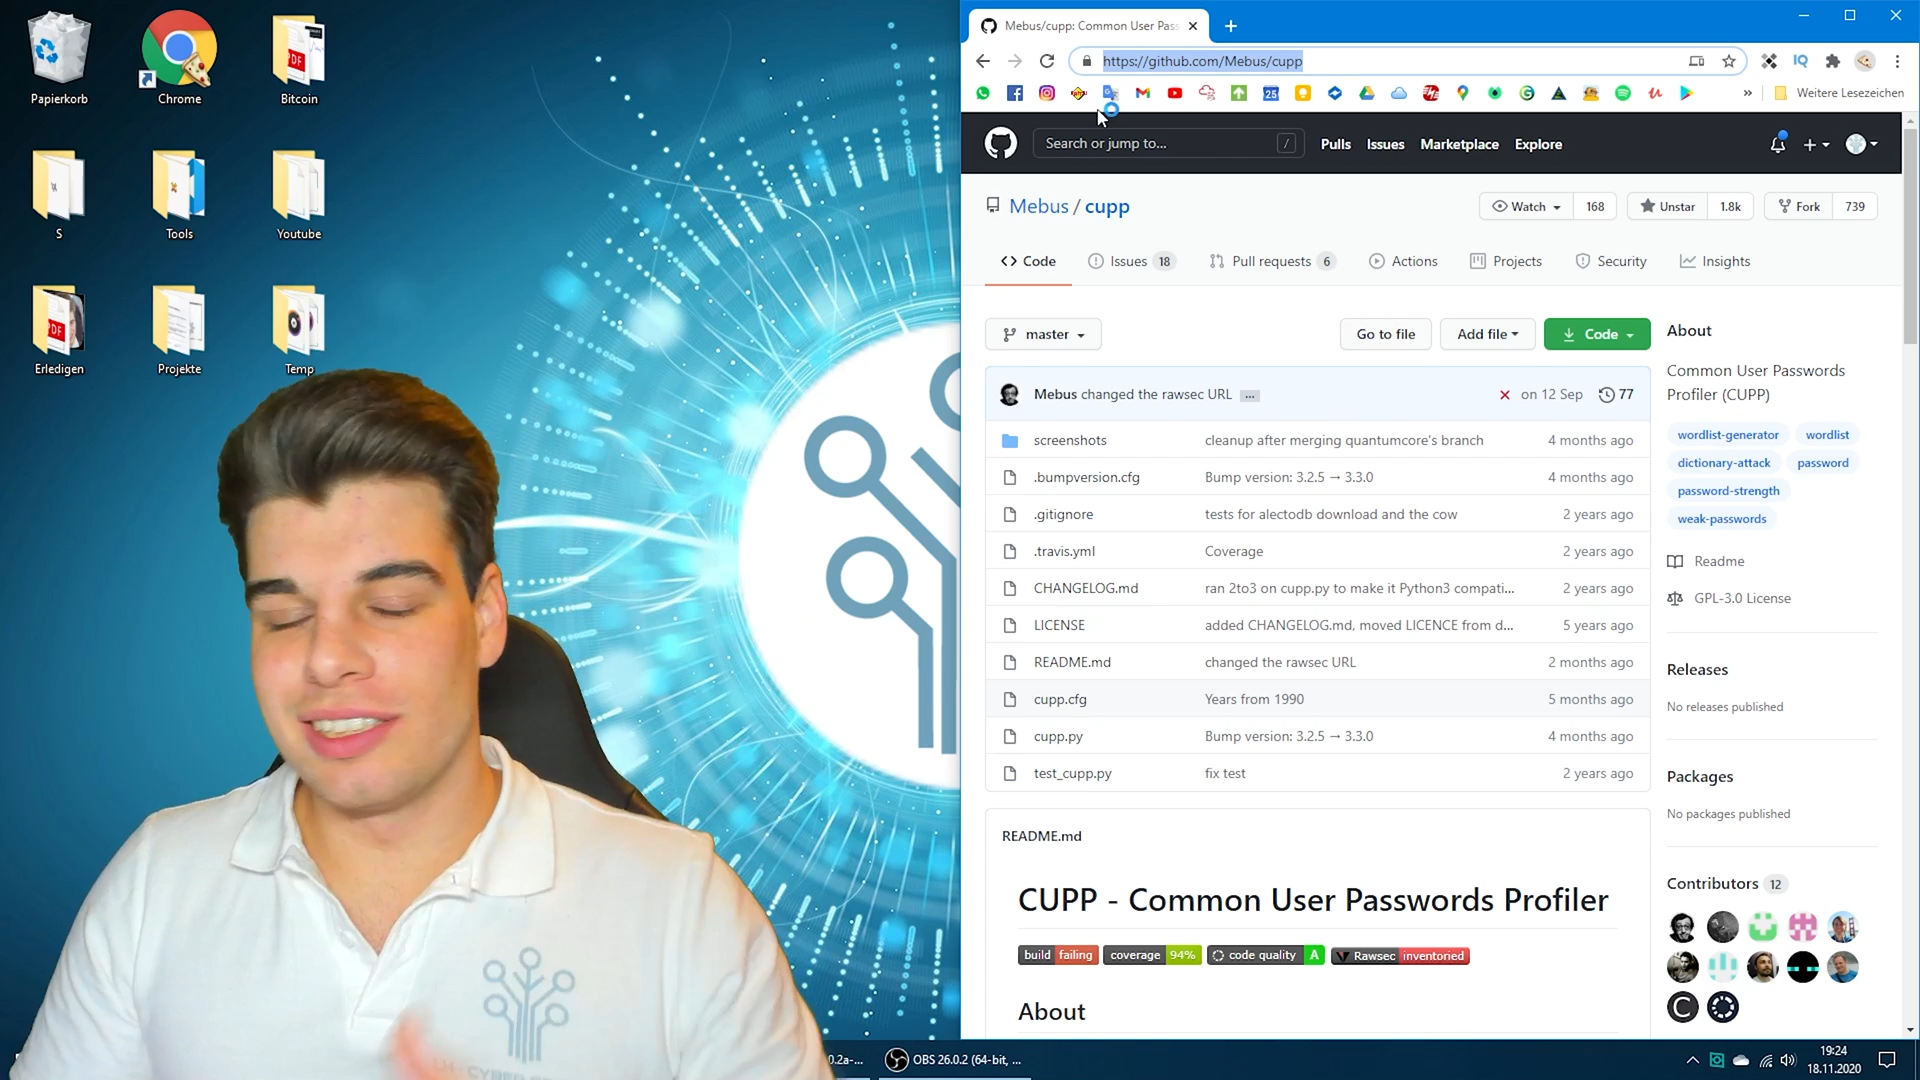 Papierkorb
Chrome
Bitcoin
S
Tools
Youtube
Erledigen
Projekte
Temp
PDF
PDF
Mebus/cupp: Common User Pas
https://github.com/Mebus/cupp
IQ
25
Weitere Lesezeichen
Search or jump to...
/
Pulls
Issues
Marketplace
Explore
Mebus / cupp
Watch 168
Unstar 1.8k
Fork 739
Code
Issues 18
Pull requests 6
Actions
Projects
Security
Insights
master
Go to file
Add file
Code
Mebus changed the rawsec URL ... on 12 Sep 77
screenshots cleanup after merging quantumcore's branch 4 months ago
.bumpversion.cfg Bump version: 3.2.5 → 3.3.0 4 months ago
.gitignore tests for alectodb download and the cow 2 years ago
.travis.yml Coverage 2 years ago
CHANGELOG.md ran 2to3 on cupp.py to make it Python3 compati... 2 years ago
LICENSE added CHANGELOG.md, moved LICENCE from d... 5 years ago
README.md changed the rawsec URL 2 months ago
cupp.cfg Years from 1990 5 months ago
cupp.py Bump version: 3.2.5 → 3.3.0 4 months ago
test_cupp.py fix test 2 years ago
README.md
CUPP - Common User Passwords Profiler
build failing
coverage 94%
code quality A
Rawsec inventoried
About
About
Common User Passwords
Profiler (CUPP)
wordlist-generator wordlist
dictionary-attack password
password-strength
weak-passwords
Readme
GPL-3.0 License
Releases
No releases published
Packages
No packages published
Contributors 12
0.2a-...
OBS 26.0.2 (64-bit, ...
19:24
18.11.2020